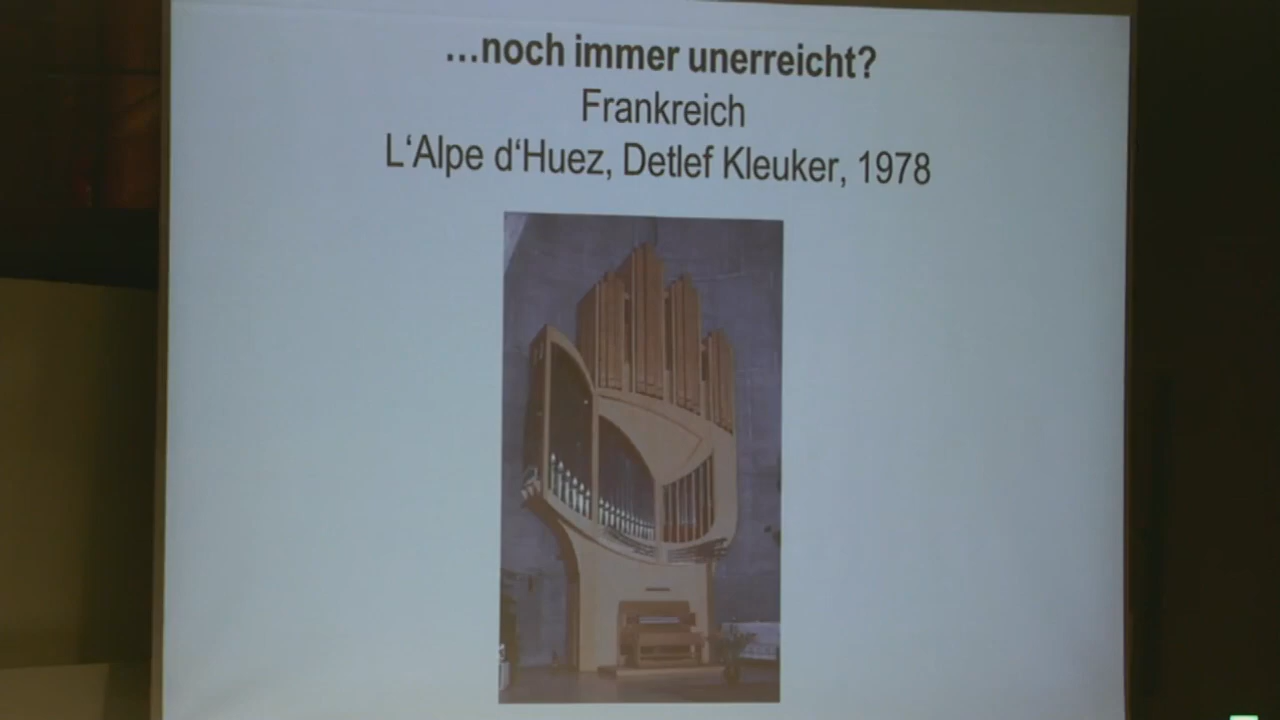 …noch immer unerreicht?
Frankreich
L‘Alpe d‘Huez, Detlef Kleuker, 1978